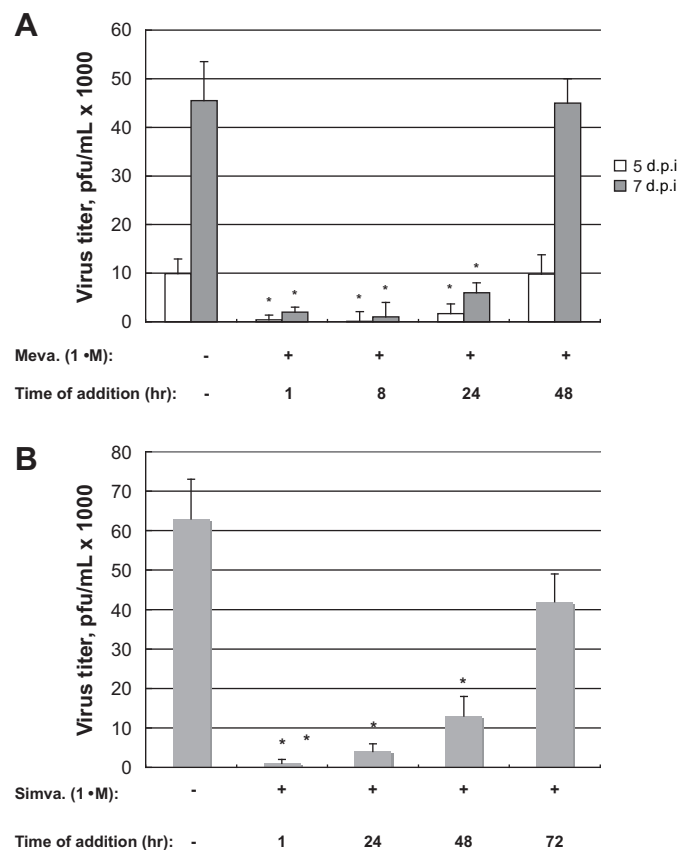 A
Virus titer, pfu/mL x 1000
60
50
40
30
20
10
0
* * * * * *
5 d.p.i
7 d.p.i
Meva. (1 •M): - + + + +
Time of addition (hr): - 1 8 24 48
B
Virus titer, pfu/mL x 1000
80
70
60
50
40
30
20
10
0
* * * *
Simva. (1 •M): - + + + +
Time of addition (hr): - 1 24 48 72